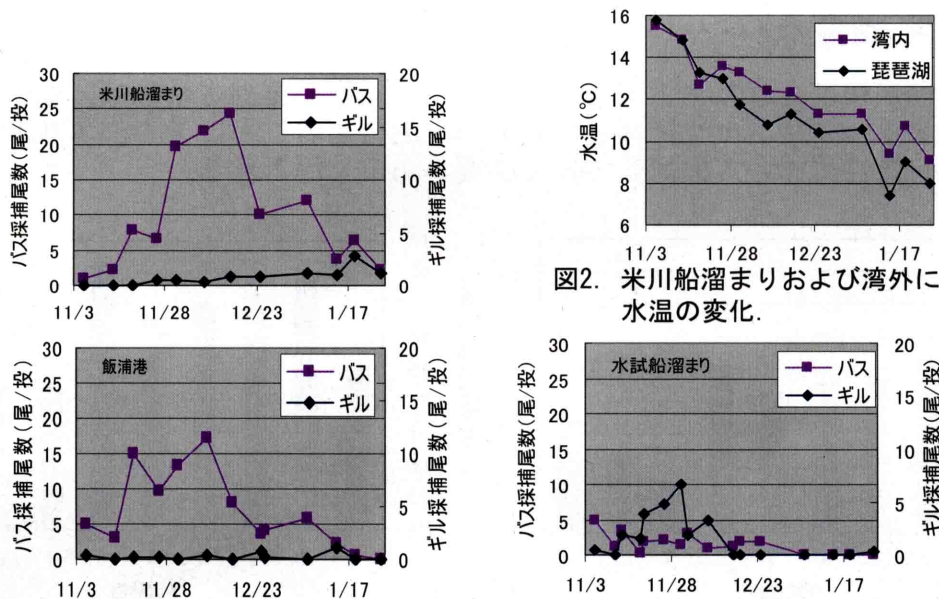 米川船溜まり
バス
ギル
バス採捕尾数(尾/投)
ギル採捕尾数(尾/投)
30
25
20
15
10
5
0
20
15
10
5
0
11/3 11/28 12/23 1/17
湾内
琵琶湖
水温(℃)
16
14
12
10
8
6
11/3 11/28 12/23 1/17
図2. 米川船溜まりおよび湾外に
水温の変化.
飯浦港
バス
ギル
バス採捕尾数(尾/投)
ギル採捕尾数(尾/投)
30
25
20
15
10
5
0
20
15
10
5
0
11/3 11/28 12/23 1/17
水試船溜まり
バス
ギル
バス採捕尾数(尾/投)
ギル採捕尾数(尾/投)
30
25
20
15
10
5
0
20
15
10
5
0
11/3 11/28 12/23 1/17